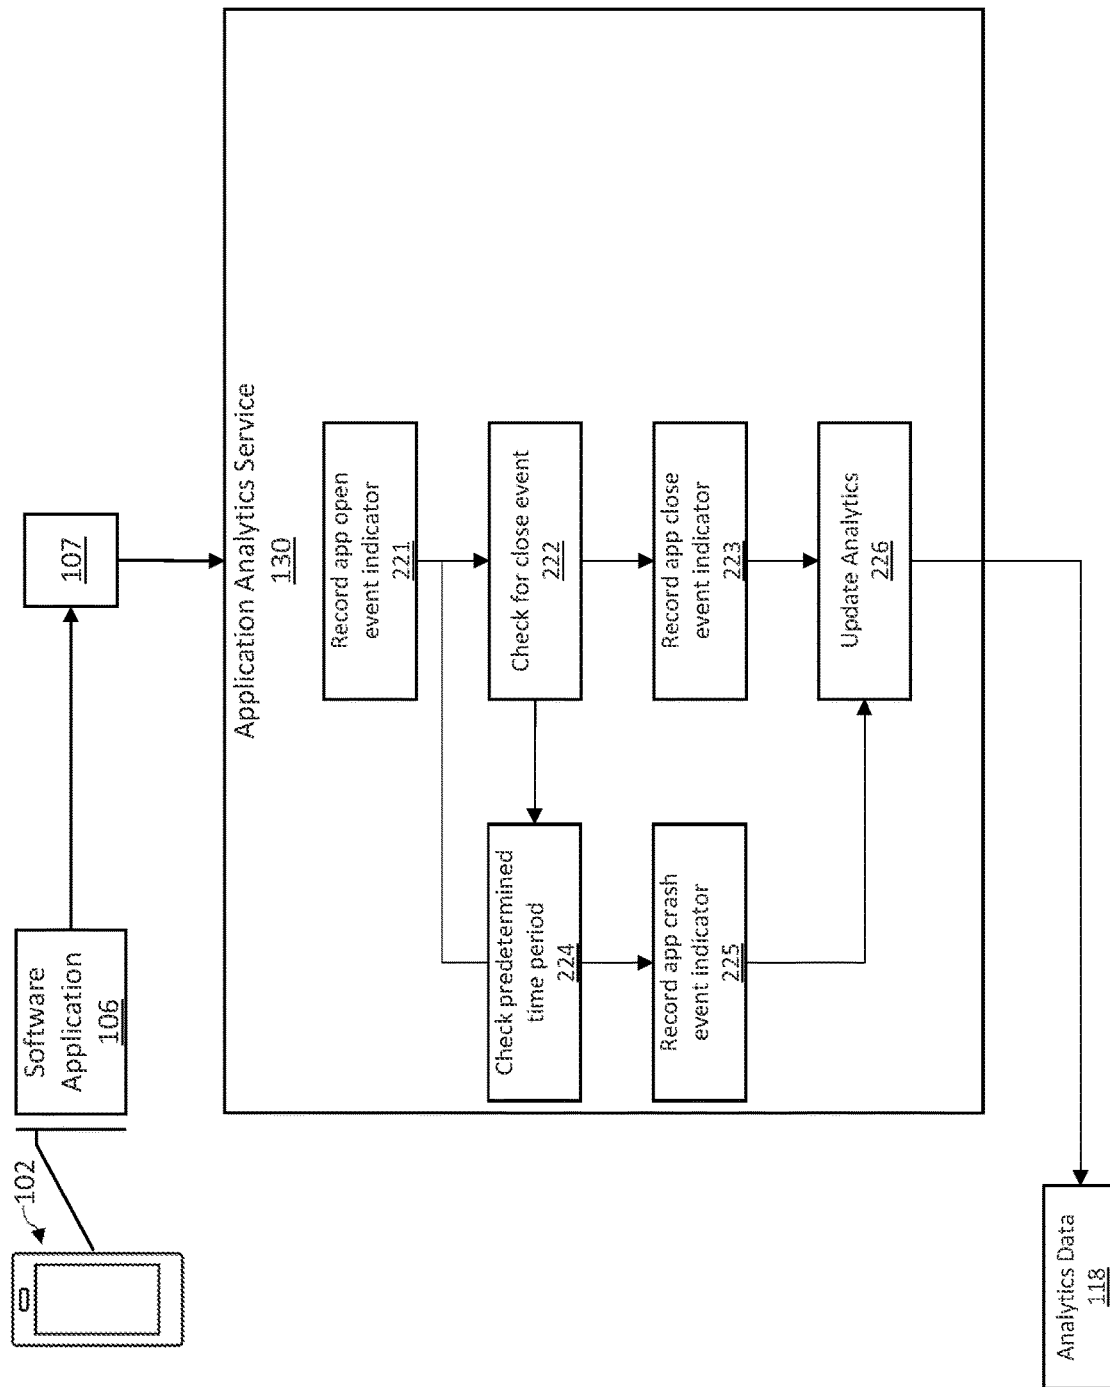 102
Software
Application
106
107
Application Analytics Service
130
Record app open
event indicator
221
Check predetermined
time period
224
Check for close event
222
Record app crash
event indicator
225
Record app close
event indicator
223
Update Analytics
226
Analytics Data
118